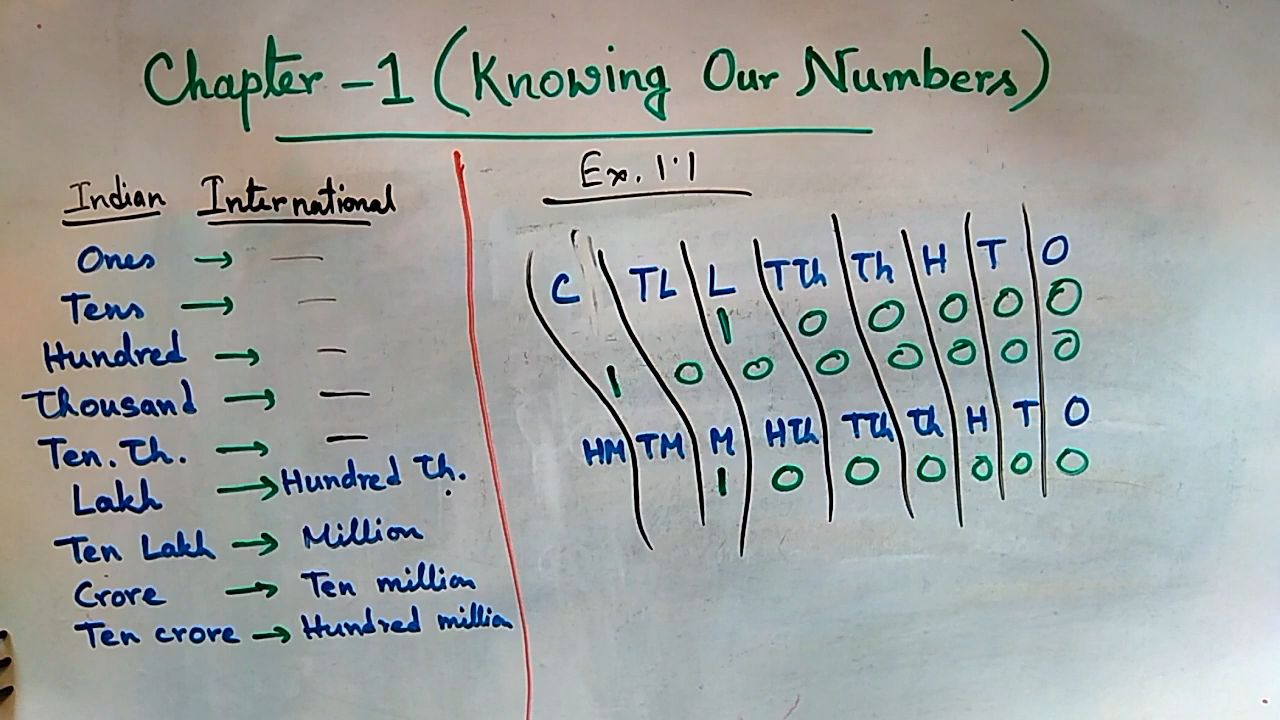 Chapter - 1 (Knowing Our Numbers)
Indian International
Ones → —
Tens → —
Hundred → —
Thousand → —
Ten. Th. → —
Lakh → Hundred Th.
Ten Lakh → Million
Crore → Ten million
Ten crore → Hundred million
Ex. 1.1
C TL L TTh Th H T O
1 0 0 0 0 0
1 0 0 0 0 0 0 0
HM TM M HTh TTh Th H T O
1 0 0 0 0 0 0